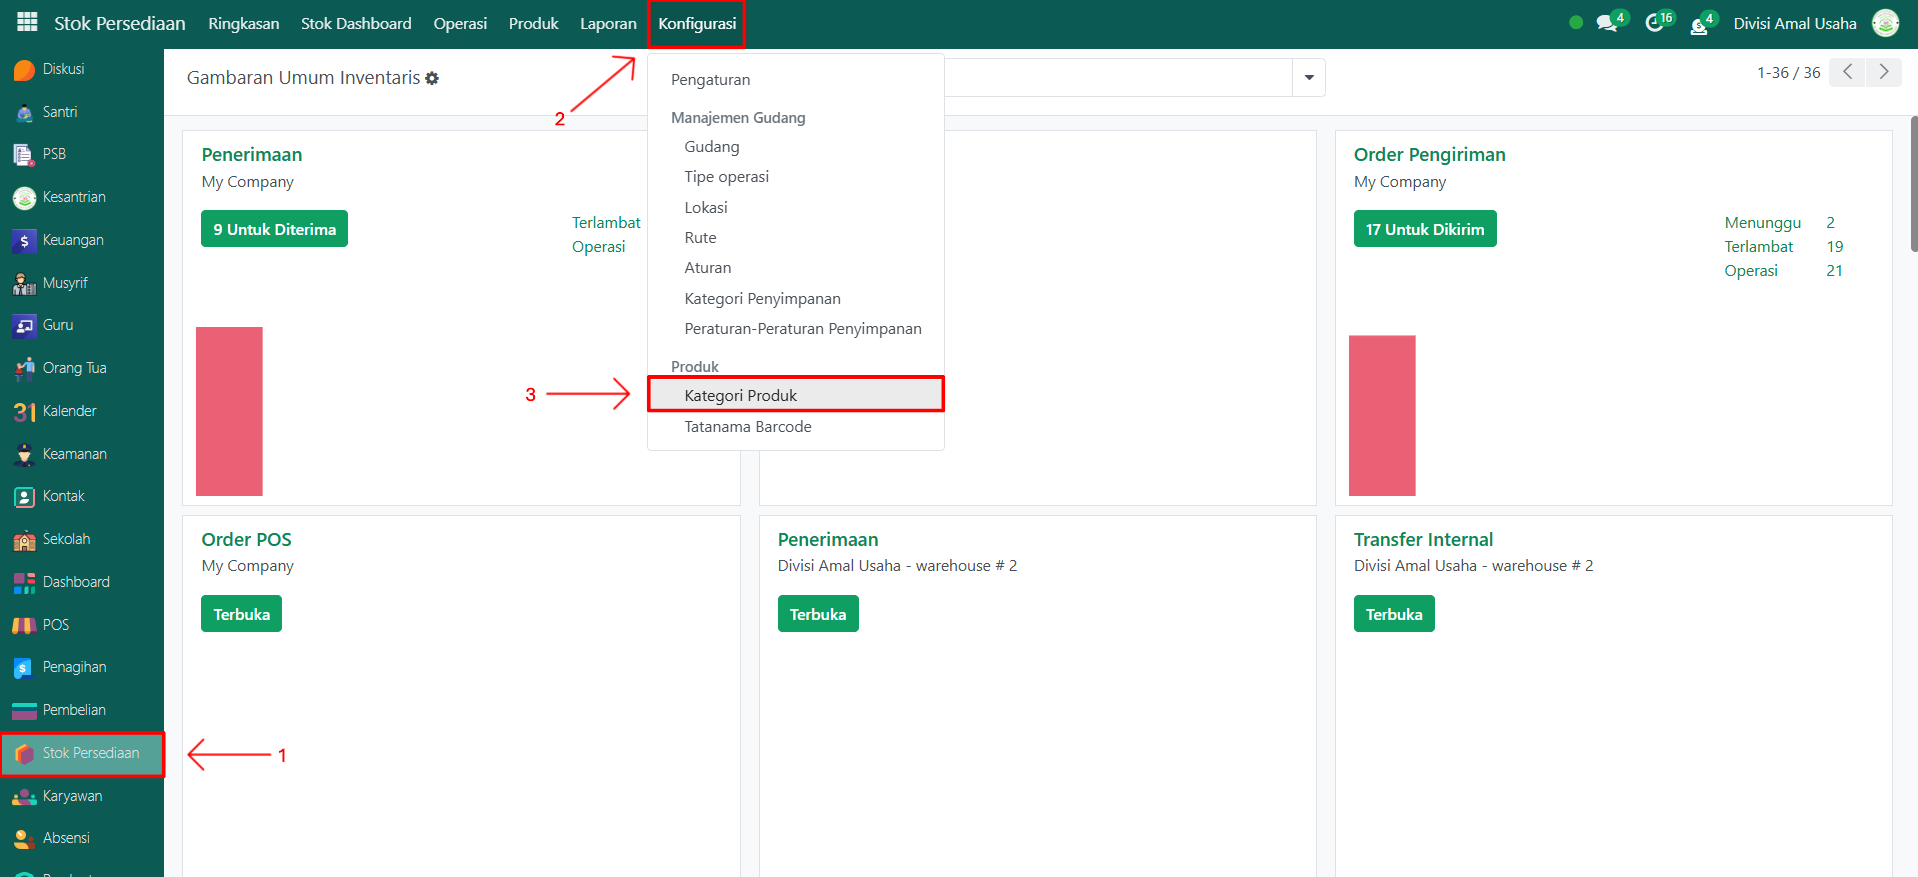 Stok Persediaan Ringkasan Stok Dashboard Operasi Produk Laporan Konfigurasi 4 16 4 Divisi Amal Usaha
Diskusi
Santri
PSB
Kesantrian
Keuangan
Musyrif
Guru
Orang Tua
31 Kalender
Keamanan
Kontak
Sekolah
Dashboard
POS
Penagihan
Pembelian
Stok Persediaan
Karyawan
Absensi
Gambaran Umum Inventaris
1-36 / 36
2
Pengaturan
Manajemen Gudang
Gudang
Tipe operasi
Lokasi
Rute
Aturan
Kategori Penyimpanan
Peraturan-Peraturan Penyimpanan
Produk
3
Kategori Produk
Tatanama Barcode
Penerimaan
My Company
9 Untuk Diterima
Terlambat
Operasi
Order Pengiriman
My Company
17 Untuk Dikirim
Menunggu 2
Terlambat 19
Operasi 21
Order POS
My Company
Terbuka
Penerimaan
Divisi Amal Usaha - warehouse # 2
Terbuka
Transfer Internal
Divisi Amal Usaha - warehouse # 2
Terbuka
1